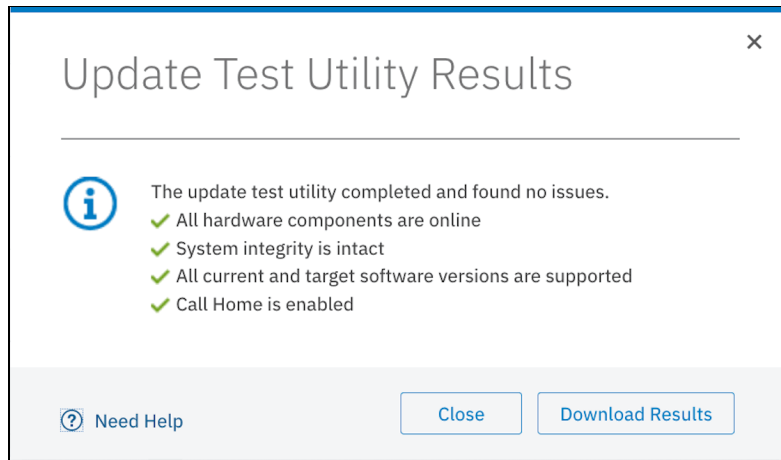 Update Test Utility Results
The update test utility completed and found no issues.
All hardware components are online
System integrity is intact
All current and target software versions are supported
Call Home is enabled
Need Help
Close
Download Results